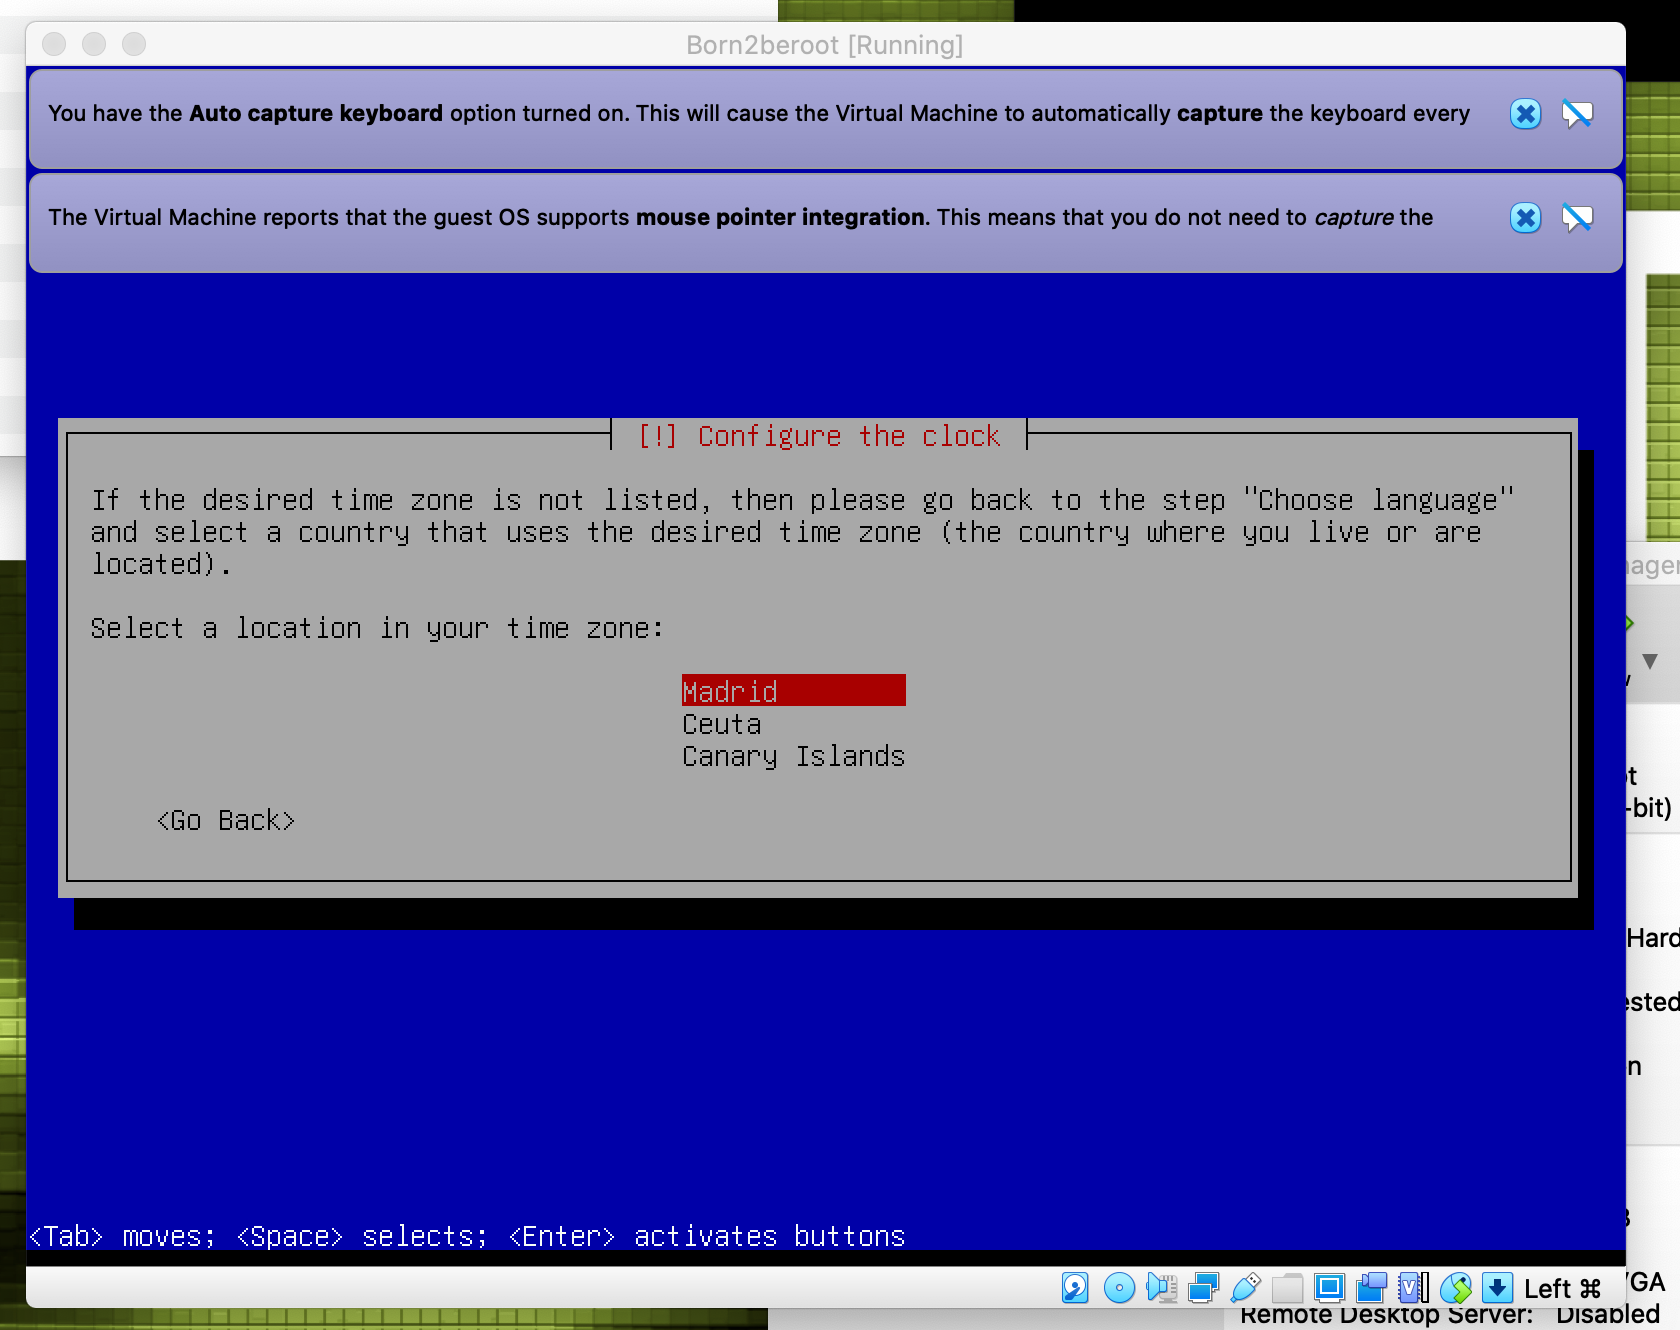 Born2beroot [Running]
You have the Auto capture keyboard option turned on. This will cause the Virtual Machine to automatically capture the keyboard every
The Virtual Machine reports that the guest OS supports mouse pointer integration. This means that you do not need to capture the
[!] Configure the clock
If the desired time zone is not listed, then please go back to the step "Choose language"
and select a country that uses the desired time zone (the country where you live or are
located).
Select a location in your time zone:
Madrid
Ceuta
Canary Islands
<Go Back>
<Tab> moves; <Space> selects; <Enter> activates buttons
Left ⌘
-bit)
Hard
Remote Desktop Server: Disabled